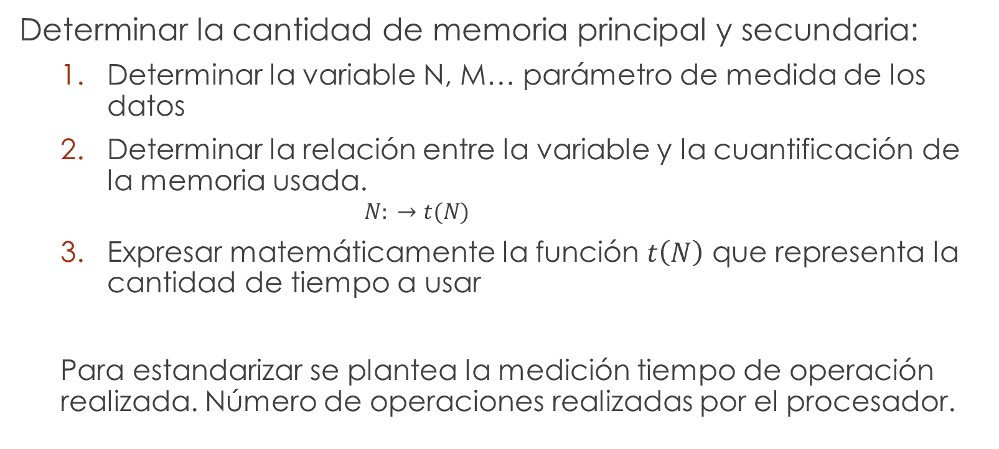 Determinar la cantidad de memoria principal y secundaria:
1. Determinar la variable N, M… parámetro de medida de los
datos
2. Determinar la relación entre la variable y la cuantificación de
la memoria usada.
N: → t(N)
3. Expresar matemáticamente la función t(N) que representa la
cantidad de tiempo a usar
Para estandarizar se plantea la medición tiempo de operación
realizada. Número de operaciones realizadas por el procesador.